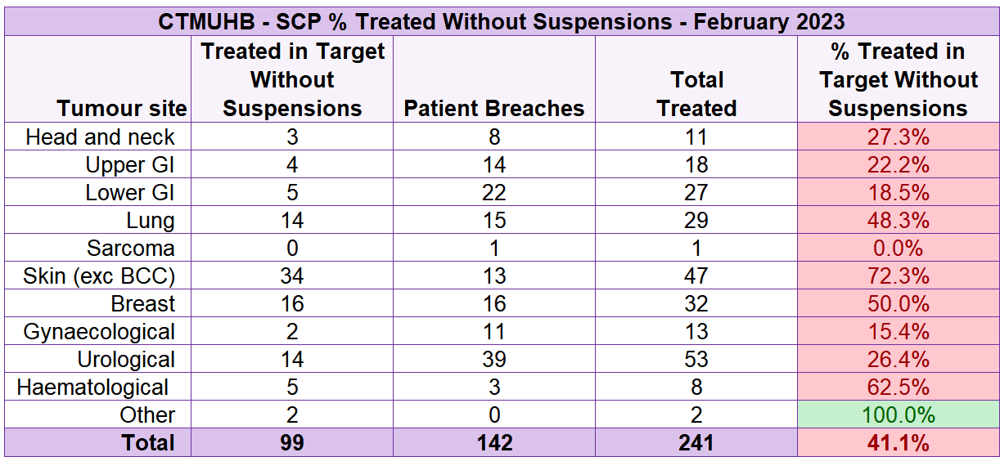 CTMUHB - SCP % Treated Without Suspensions - February 2023
Tumour site Treated in Target Without Suspensions Patient Breaches Total Treated % Treated in Target Without Suspensions
Head and neck 3 8 11 27.3%
Upper GI 4 14 18 22.2%
Lower GI 5 22 27 18.5%
Lung 14 15 29 48.3%
Sarcoma 0 1 1 0.0%
Skin (exc BCC) 34 13 47 72.3%
Breast 16 16 32 50.0%
Gynaecological 2 11 13 15.4%
Urological 14 39 53 26.4%
Haematological 5 3 8 62.5%
Other 2 0 2 100.0%
Total 99 142 241 41.1%